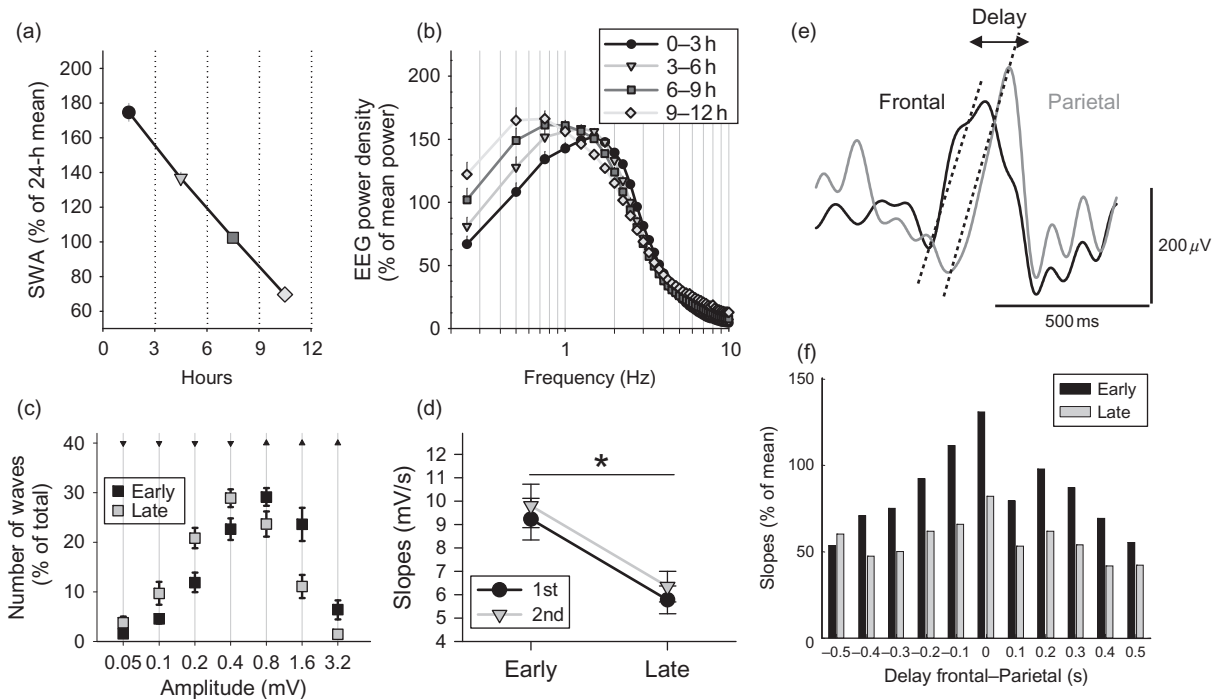 (a)
SWA (% of 24-h mean)
200
180
160
140
120
100
80
60
0 3 6 9 12
Hours
(b)
EEG power density
(% of mean power)
200
150
100
50
0
1 10
Frequency (Hz)
0–3 h
3–6 h
6–9 h
9–12 h
(e)
Delay
Frontal
Parietal
200 μV
500 ms
(c)
Number of waves
(% of total)
40
30
20
10
0
Early
Late
0.05 0.1 0.2 0.4 0.8 1.6 3.2
Amplitude (mV)
(d)
Slopes (mV/s)
12
11
10
9
8
7
6
5
4
*
1st
2nd
Early Late
(f)
Slopes (% of mean)
150
100
50
0
Early
Late
–0.5 –0.4 –0.3 –0.2 –0.1 0 0.1 0.2 0.3 0.4 0.5
Delay frontal–Parietal (s)